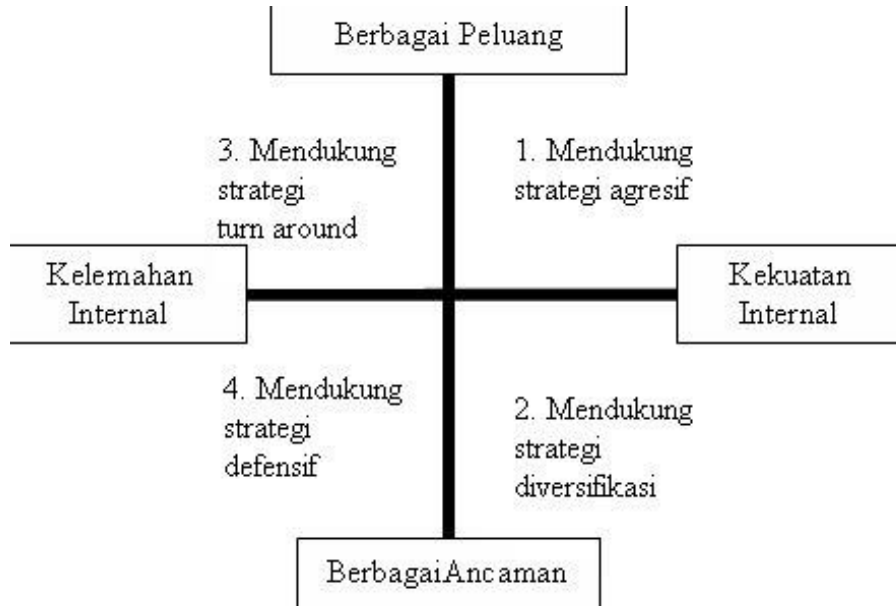 Berbagai Peluang
3. Mendukung
strategi
turn around
1. Mendukung
strategi agresif
Kelemahan
Internal
Kekuatan
Internal
4. Mendukung
strategi
defensif
2. Mendukung
strategi
diversifikasi
BerbagaiAncaman